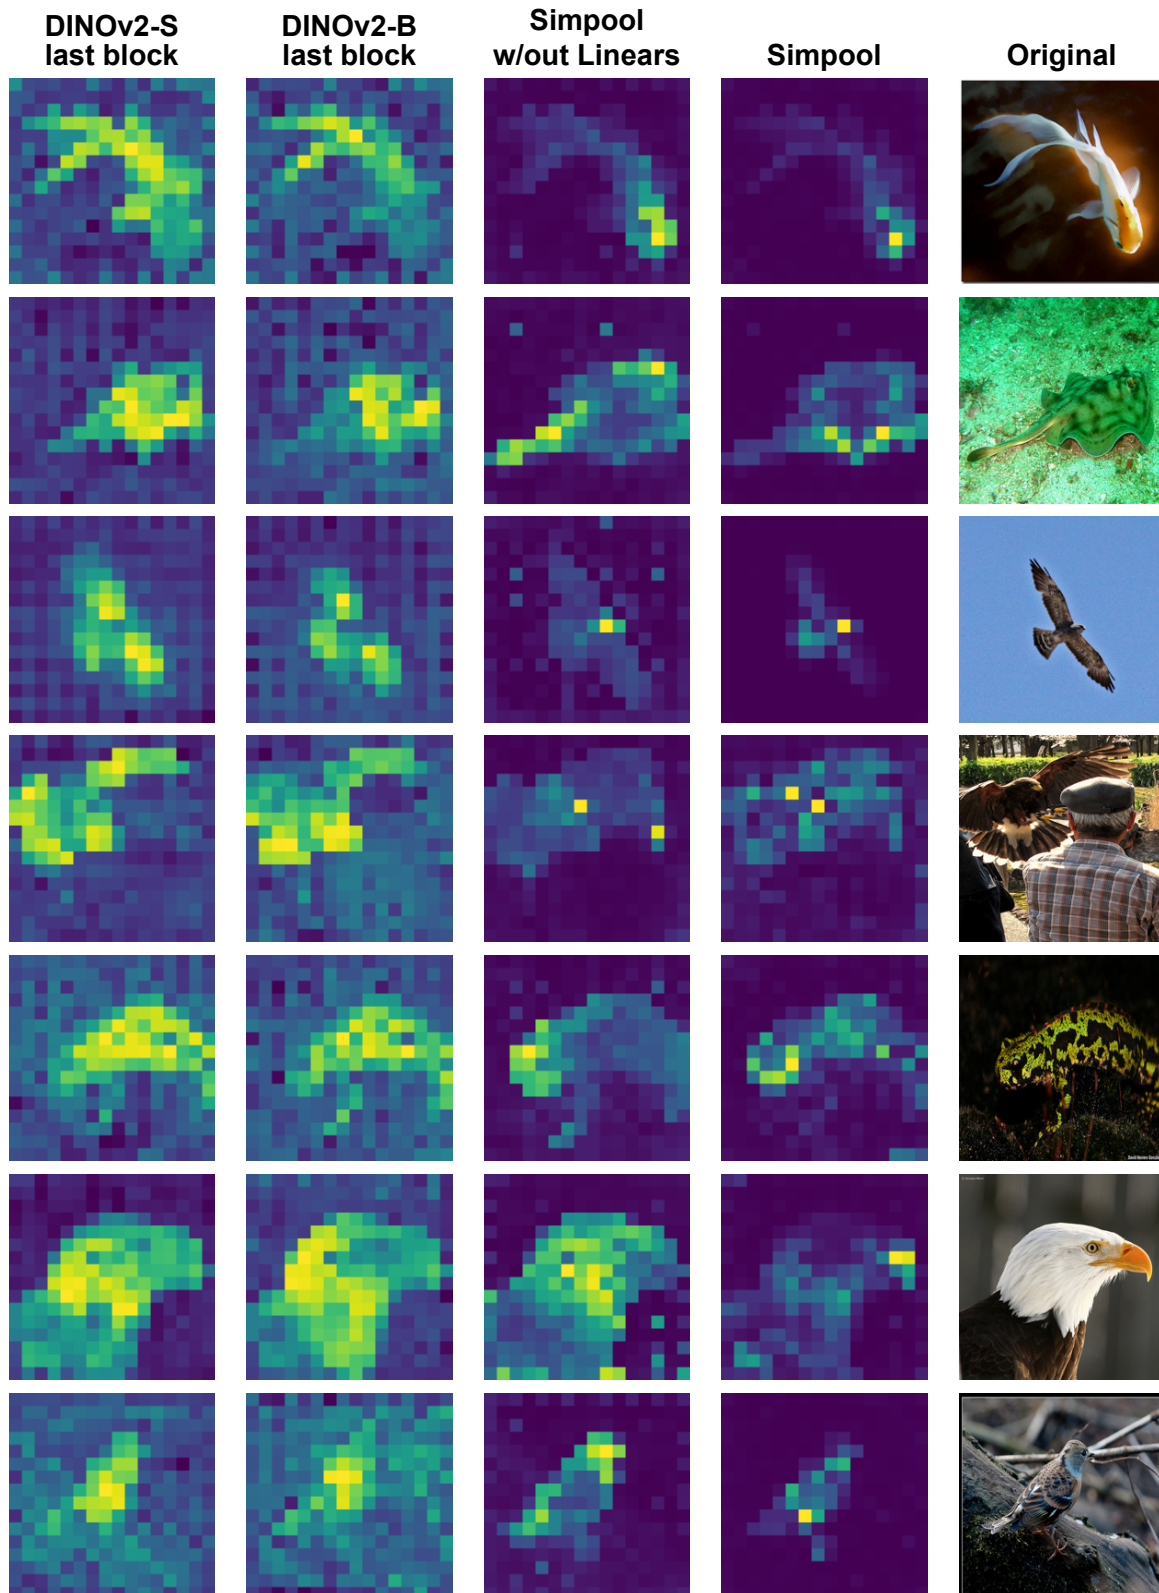 DINOv2-S
last block
DINOv2-B
last block
Simpool
w/out Linears
Simpool
Original